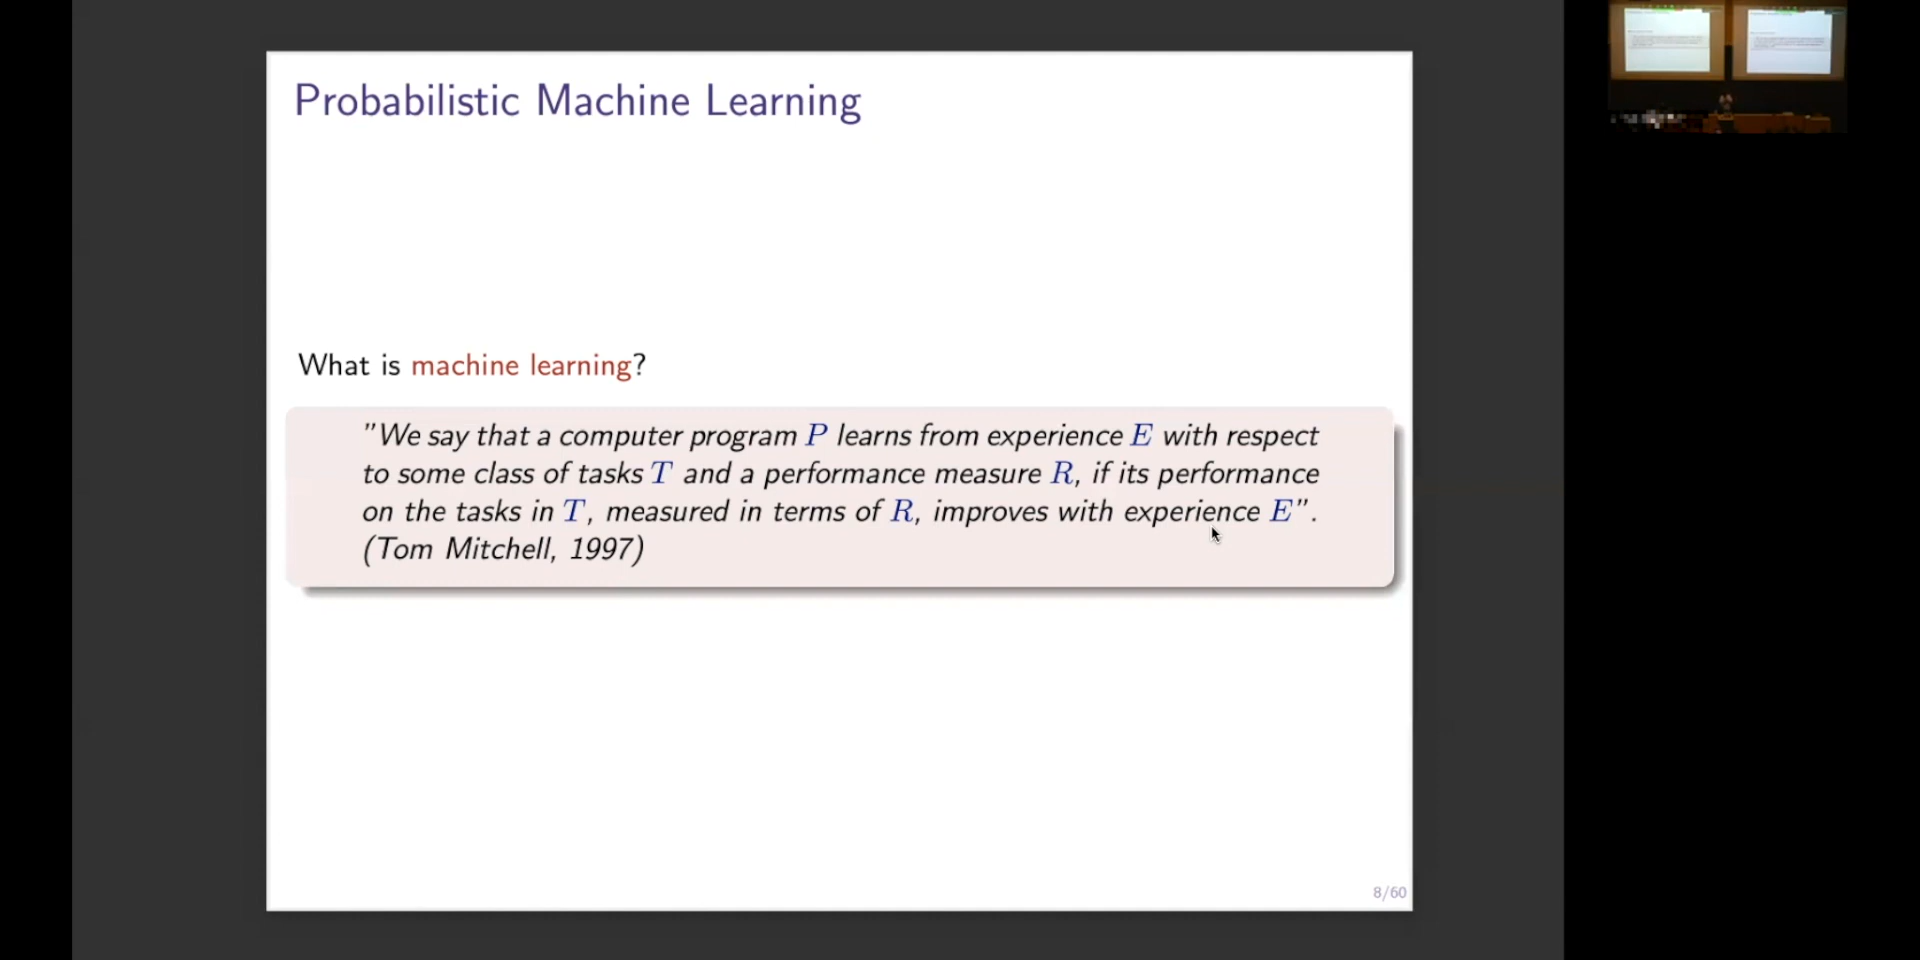 Probabilistic Machine Learning
What is machine learning?
"We say that a computer program P learns from experience E with respect
to some class of tasks T and a performance measure R, if its performance
on the tasks in T, measured in terms of R, improves with experience E".
(Tom Mitchell, 1997)
8/60